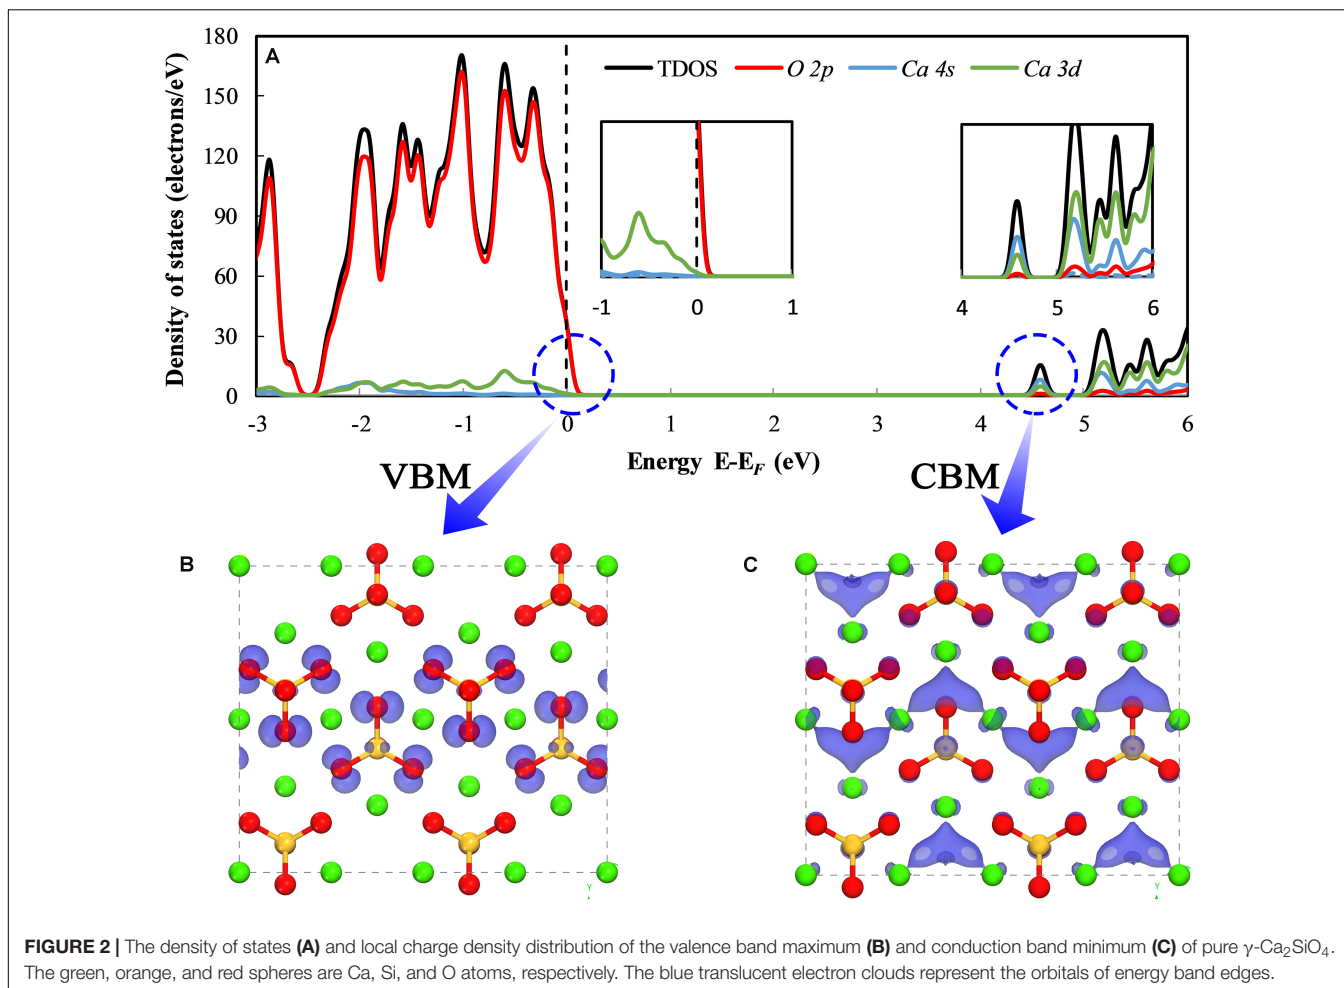 180
150
120
90
60
30
0
Density of states (electrons/eV)
A
TDOS O 2p Ca 4s Ca 3d
-1 0 1
4 5 6
-3 -2 -1 0 1 2 3 4 5 6
Energy E-E_F (eV)
VBM
CBM
B
C
Y
Y
FIGURE 2 | The density of states (A) and local charge density distribution of the valence band maximum (B) and conduction band minimum (C) of pure γ-Ca₂SiO₄.
The green, orange, and red spheres are Ca, Si, and O atoms, respectively. The blue translucent electron clouds represent the orbitals of energy band edges.